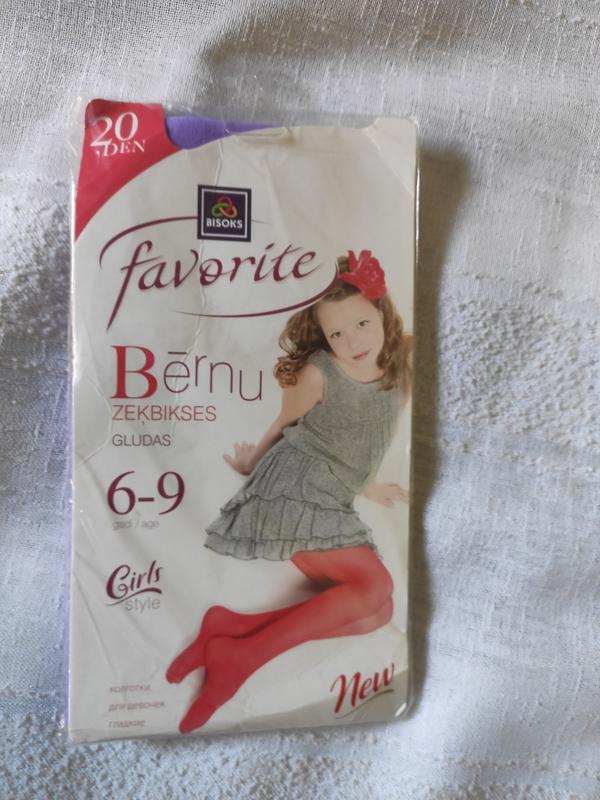 20
DEN
BISOKS
favorite
Bērnu
ZEĶBIKSES
GLUDAS
6-9
gadi / age
Girls
style
New
колготки
для девочек
гладкие